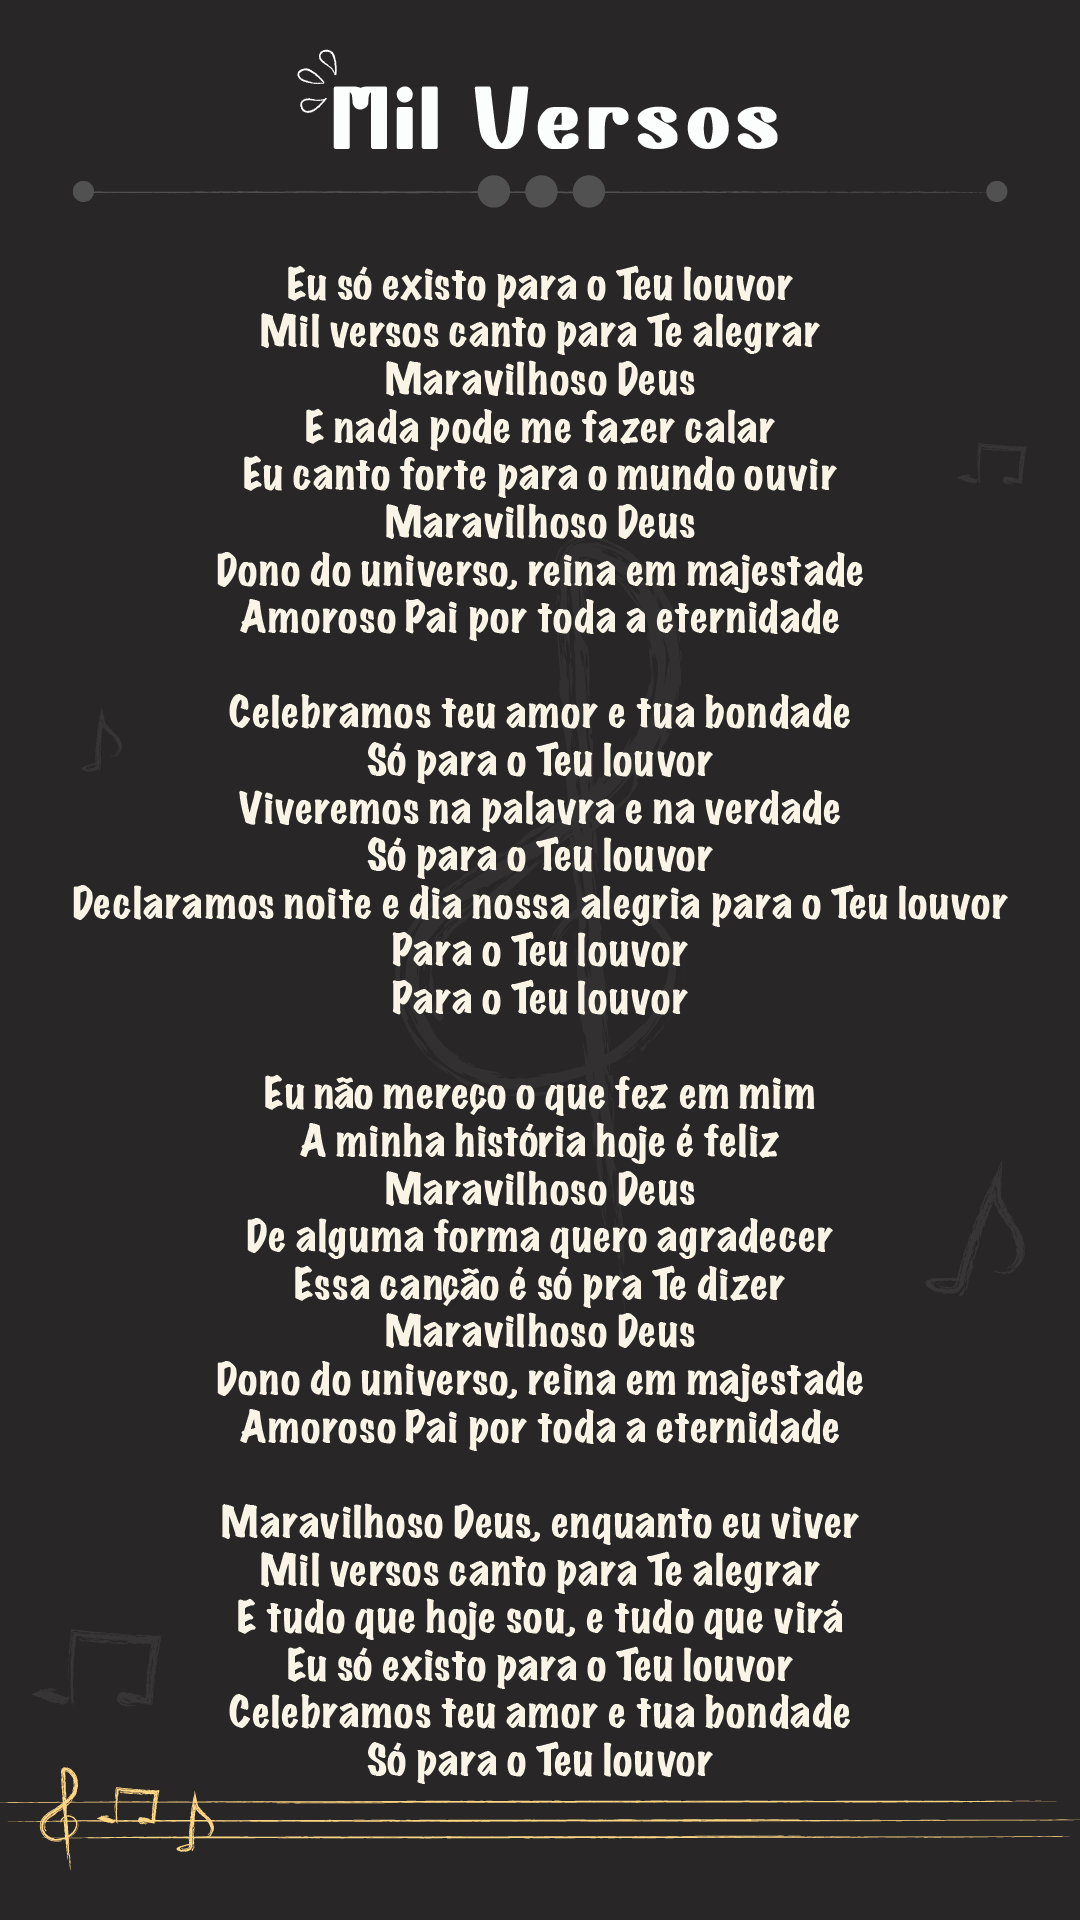 Mil Versos
Eu só existo para o Teu louvor
Mil versos canto para Te alegrar
Maravilhoso Deus
E nada pode me fazer calar
Eu canto forte para o mundo ouvir
Maravilhoso Deus
Dono do universo, reina em majestade
Amoroso Pai por toda a eternidade
Celebramos teu amor e tua bondade
Só para o Teu louvor
Viveremos na palavra e na verdade
Só para o Teu louvor
Declaramos noite e dia nossa alegria para o Teu louvor
Para o Teu louvor
Para o Teu louvor
Eu não mereço o que fez em mim
A minha história hoje é feliz
Maravilhoso Deus
De alguma forma quero agradecer
Essa canção é só pra Te dizer
Maravilhoso Deus
Dono do universo, reina em majestade
Amoroso Pai por toda a eternidade
Maravilhoso Deus, enquanto eu viver
Mil versos canto para Te alegrar
E tudo que hoje sou, e tudo que virá
Eu só existo para o Teu louvor
Celebramos teu amor e tua bondade
Só para o Teu louvor